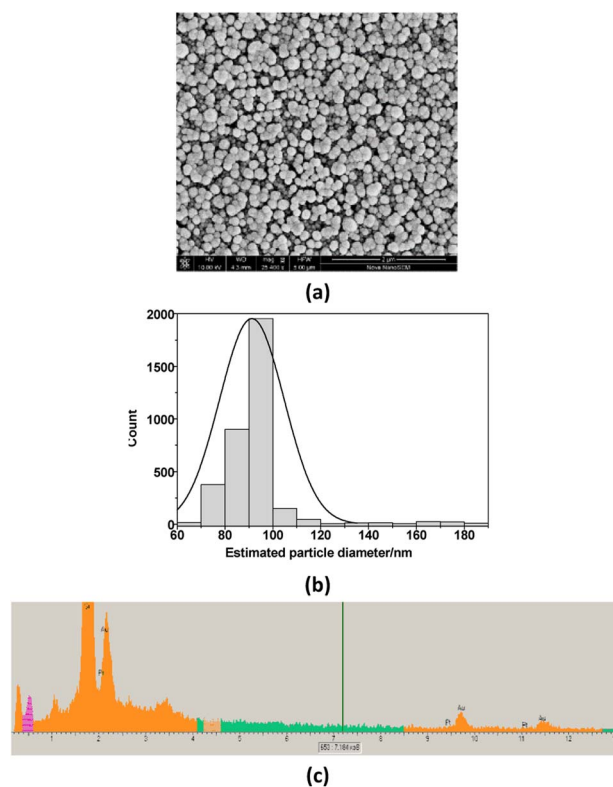 HV
WD
mag
HFW
2 µm
10.00 kV
4.5 mm
25 400 x
5.00 µm
Nova NanoSEM
(a)
2000
1500
1000
500
0
Count
60 80 100 120 140 160 180
Estimated particle diameter/nm
(b)
Au
Pt
Pt
Au
Pt
Au
1 2 3 4 5 6 7 8 9 10 11 12
(c)